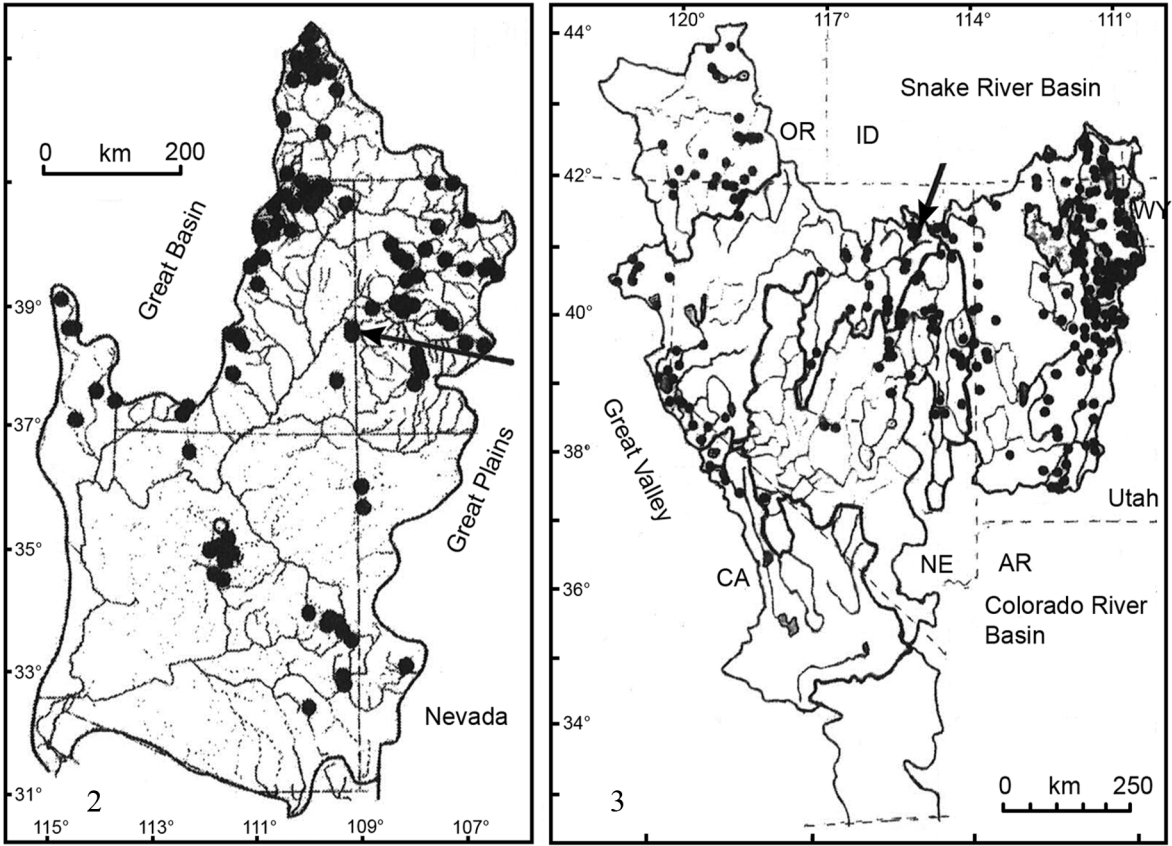 0 km 200
Great Basin
39°
37°
35°
33°
31°
Great Plains
Nevada
2
115° 113° 111° 109° 107°
120° 117° 114° 111°
44°
42°
40°
38°
36°
34°
Snake River Basin
OR ID
WY
Great Valley
Utah
CA
NE AR
Colorado River
Basin
3
0 km 250